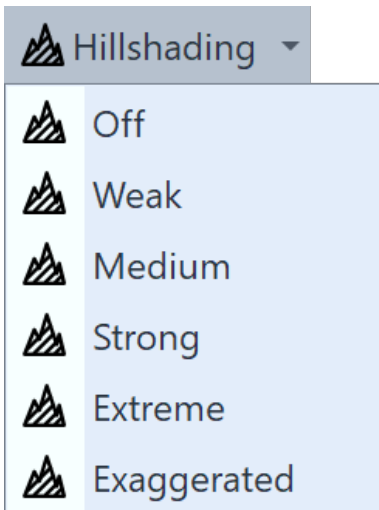 Hillshading
Off
Weak
Medium
Strong
Extreme
Exaggerated